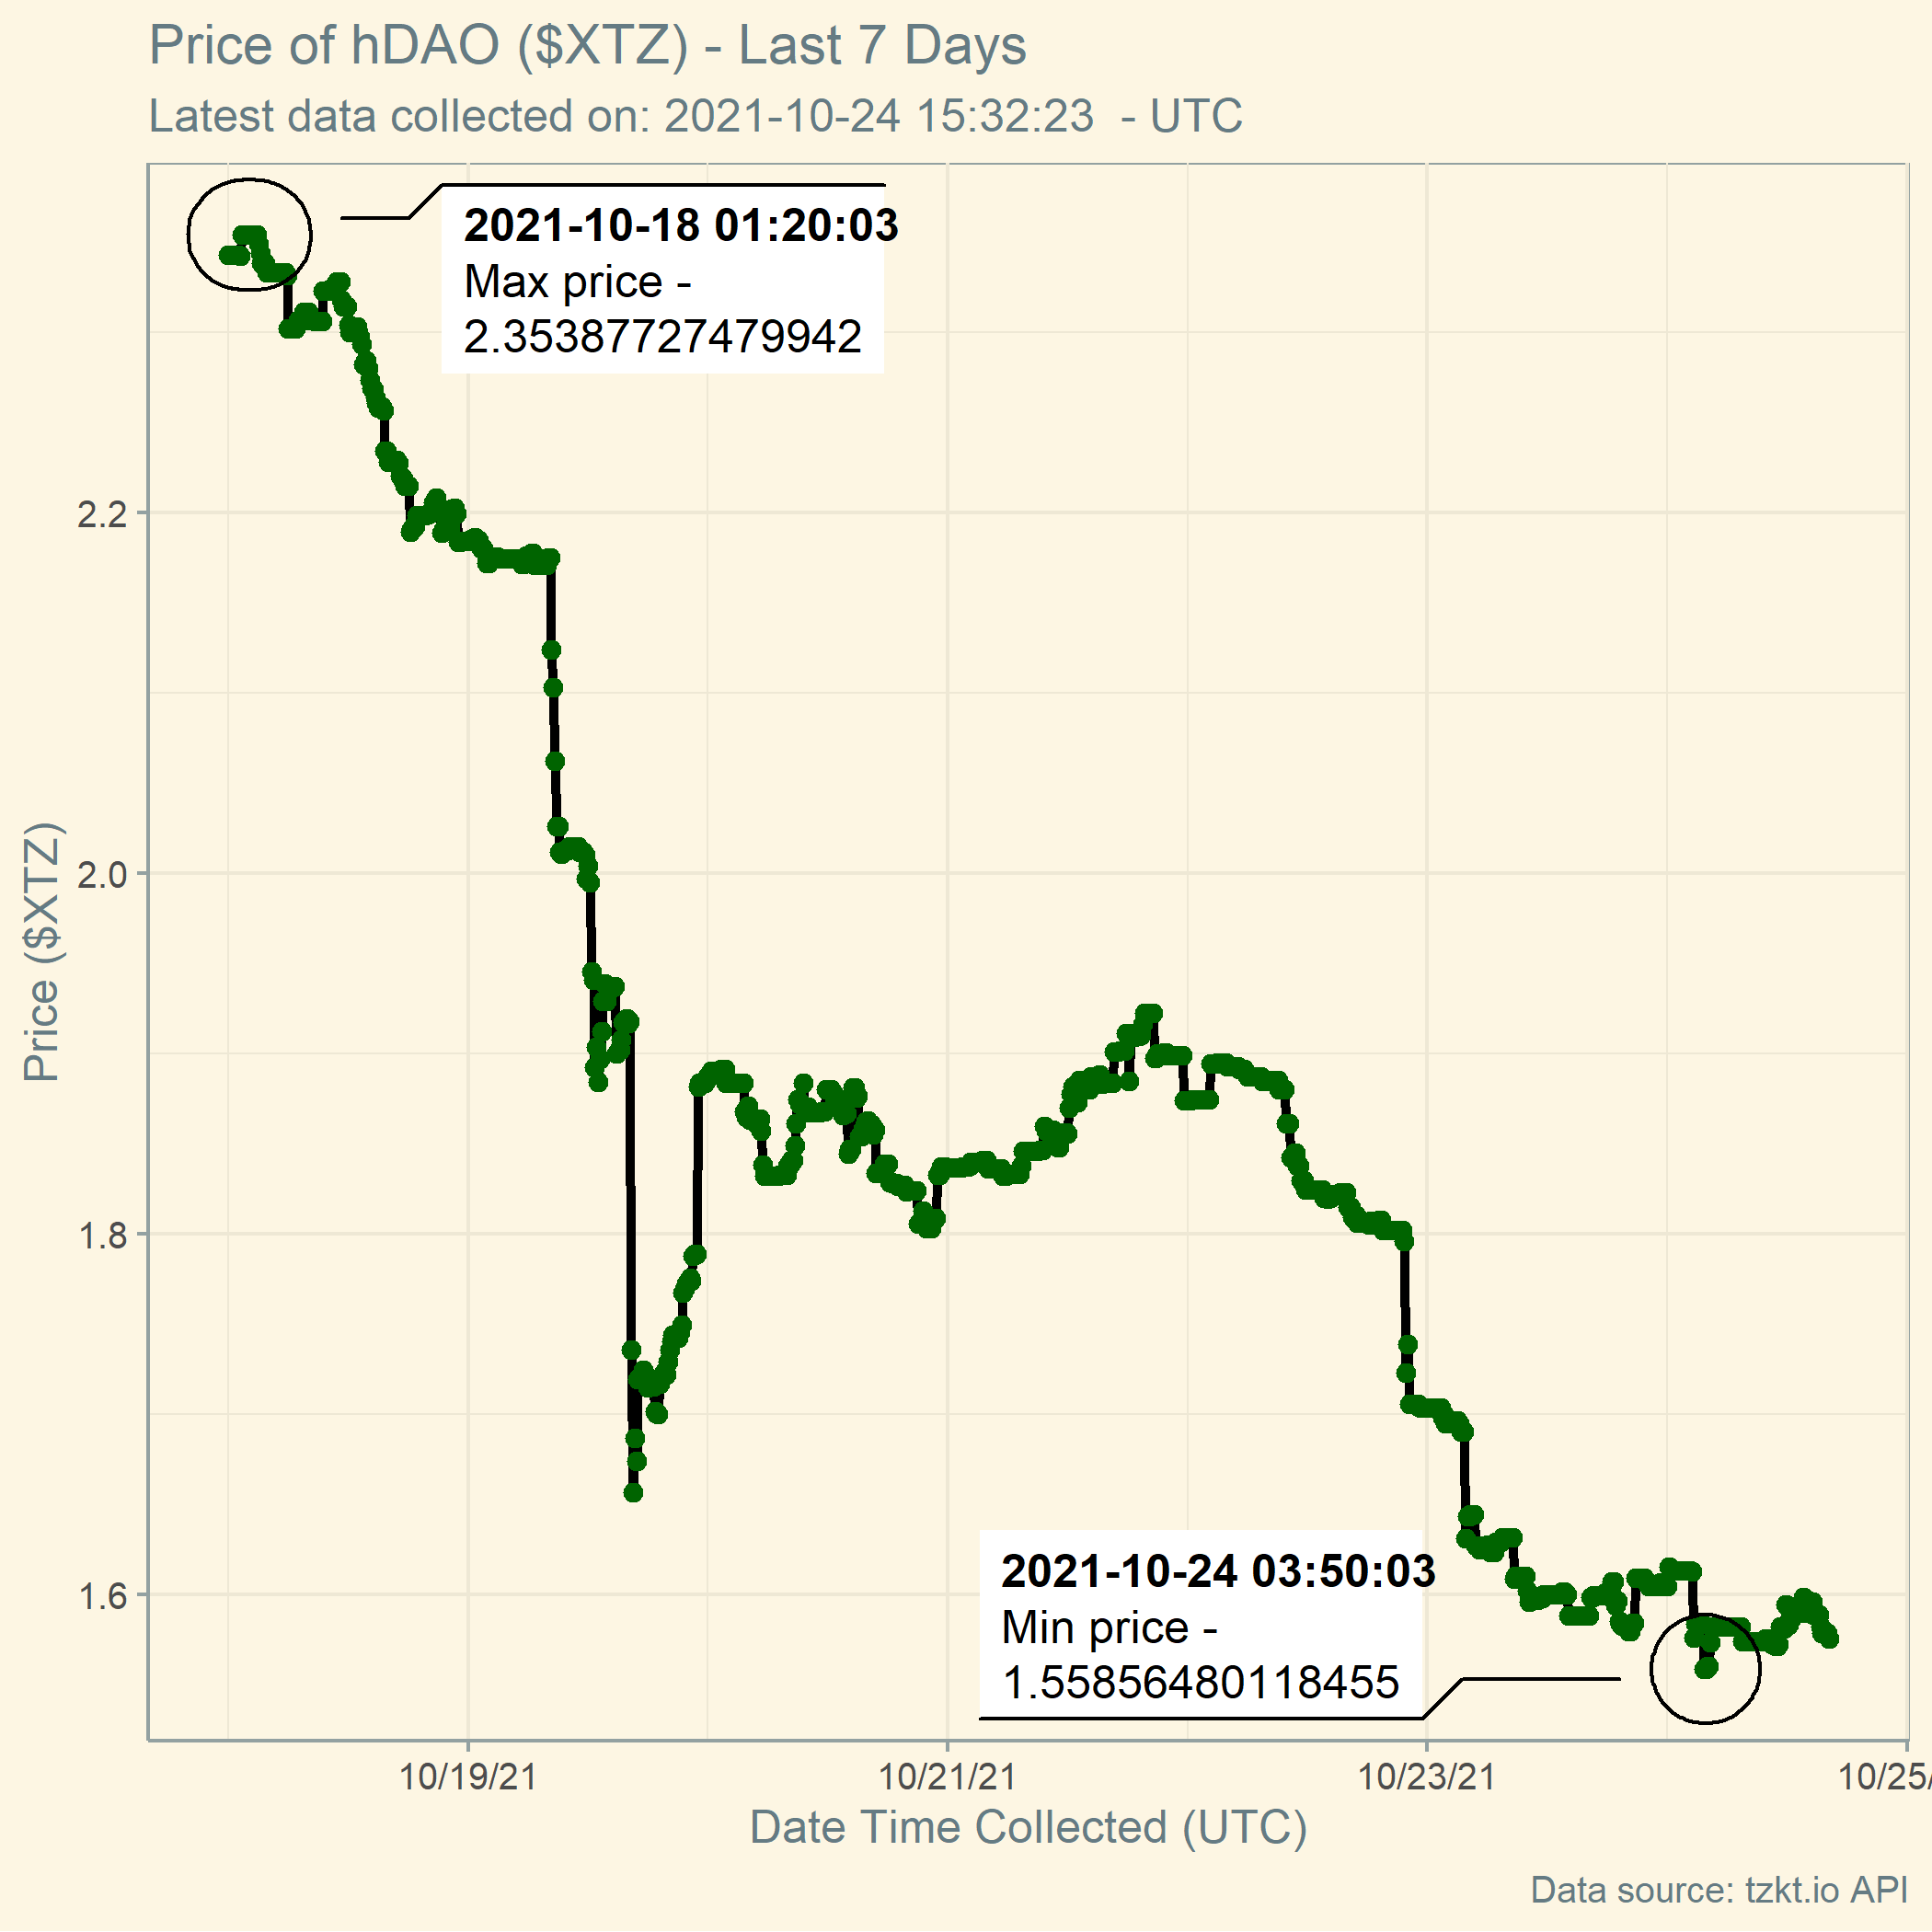 Price of hDAO ($XTZ) - Last 7 Days
Latest data collected on: 2021-10-24 15:32:23  - UTC
2021-10-18 01:20:03
Max price -
2.35387727479942
2.2
2.0
1.8
1.6
Price ($XTZ)
2021-10-24 03:50:03
Min price -
1.55856480118455
10/19/21
10/21/21
10/23/21
10/25/
Date Time Collected (UTC)
Data source: tzkt.io API